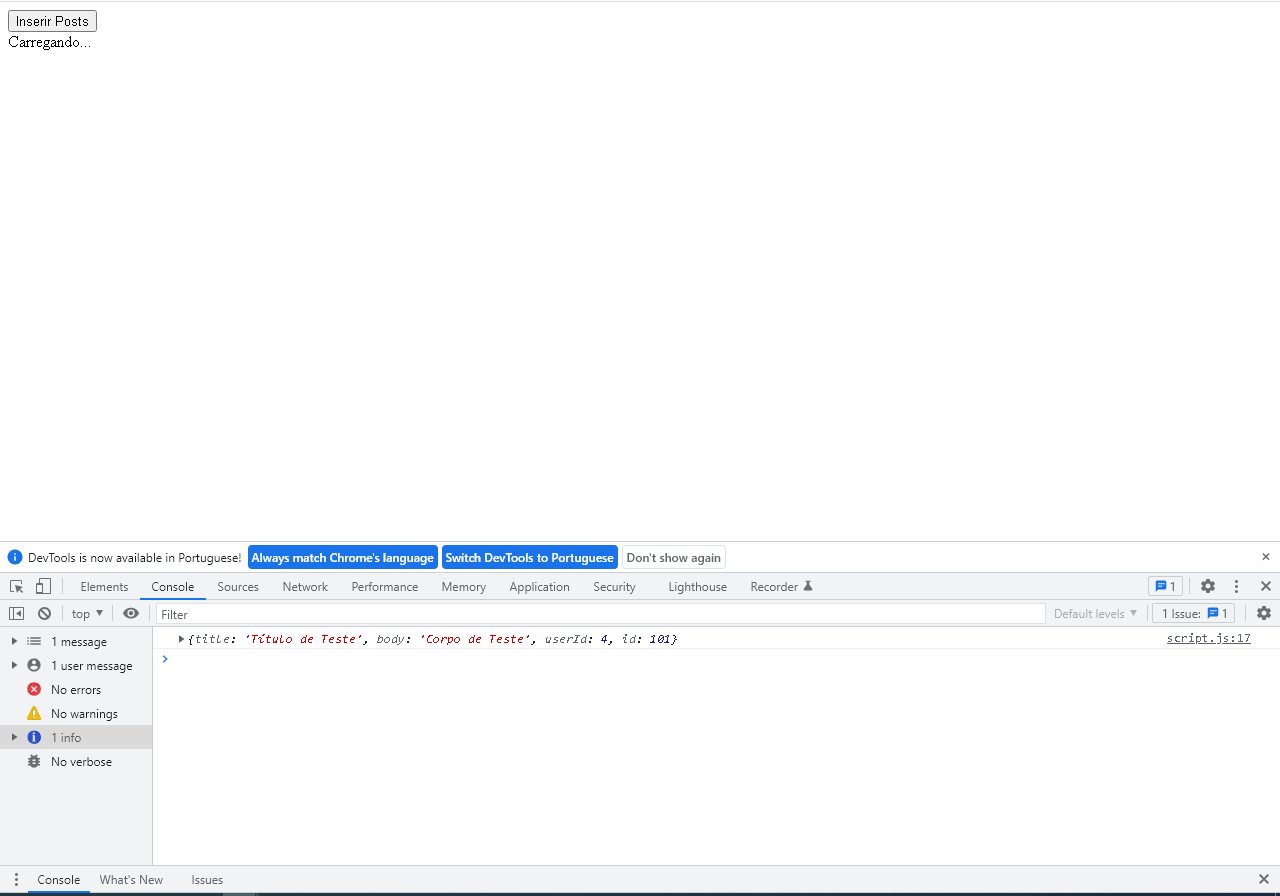 Inserir Posts
Carregando...
DevTools is now available in Portuguese! Always match Chrome's language Switch DevTools to Portuguese Don't show again
Elements Console Sources Network Performance Memory Application Security Lighthouse Recorder 1
top Filter Default levels 1 Issue: 1
1 message
1 user message
No errors
No warnings
1 info
No verbose
{title: 'Título de Teste', body: 'Corpo de Teste', userId: 4, id: 101} script.js:17
Console What's New Issues